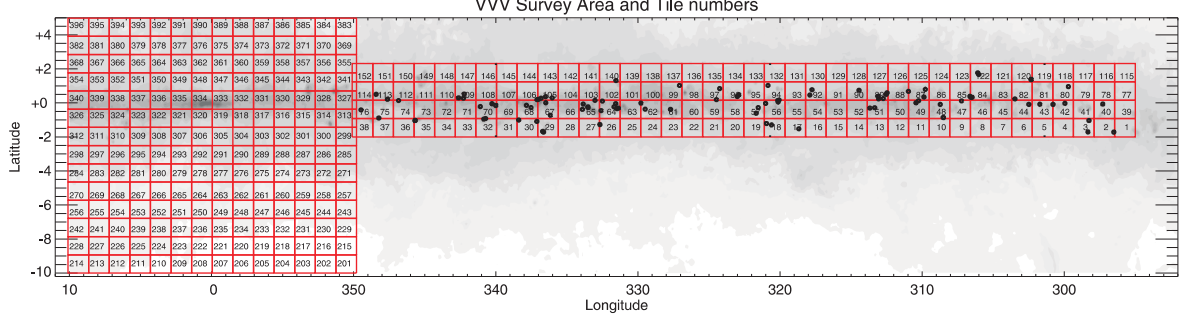 VVV Survey Area and Tile numbers
+4
396 395 394 393 392 391 390 389 388 387 386 385 384 383
382 381 380 379 378 377 376 375 374 373 372 371 370 369
+2
368 367 366 365 364 363 362 361 360 359 358 357 356 355
354 353 352 351 350 349 348 347 346 345 344 343 342 341
152 151 150 149 148 147 146 145 144 143 142 141 140 139 138 137 136 135 134 133 132 131 130 129 128 127 126 125 124 123 122 121 120 119 118 117 116 115
+0
340 339 338 337 336 335 334 333 332 331 330 329 328 327
114 113 112 111 110 109 108 107 106 105 104 103 102 101 100 99 98 97 96 95 94 93 92 91 90 89 88 87 86 85 84 83 82 81 80 79 78 77
326 325 324 323 322 321 320 319 318 317 316 315 314 313
76 75 74 73 72 71 70 69 68 67 66 65 64 63 62 61 60 59 58 57 56 55 54 53 52 51 50 49 48 47 46 45 44 43 42 41 40 39
-2
312 311 310 309 308 307 306 305 304 303 302 301 300 299
38 37 36 35 34 33 32 31 30 29 28 27 26 25 24 23 22 21 20 19 18 17 16 15 14 13 12 11 10 9 8 7 6 5 4 3 2 1
298 297 296 295 294 293 292 291 290 289 288 287 286 285
-4
284 283 282 281 280 279 278 277 276 275 274 273 272 271
270 269 268 267 266 265 264 263 262 261 260 259 258 257
-6
256 255 254 253 252 251 250 249 248 247 246 245 244 243
242 241 240 239 238 237 236 235 234 233 232 231 230 229
-8
228 227 226 225 224 223 222 221 220 219 218 217 216 215
214 213 212 211 210 209 208 207 206 205 204 203 202 201
-10
Latitude
10 0 350 340 330 320 310 300
Longitude